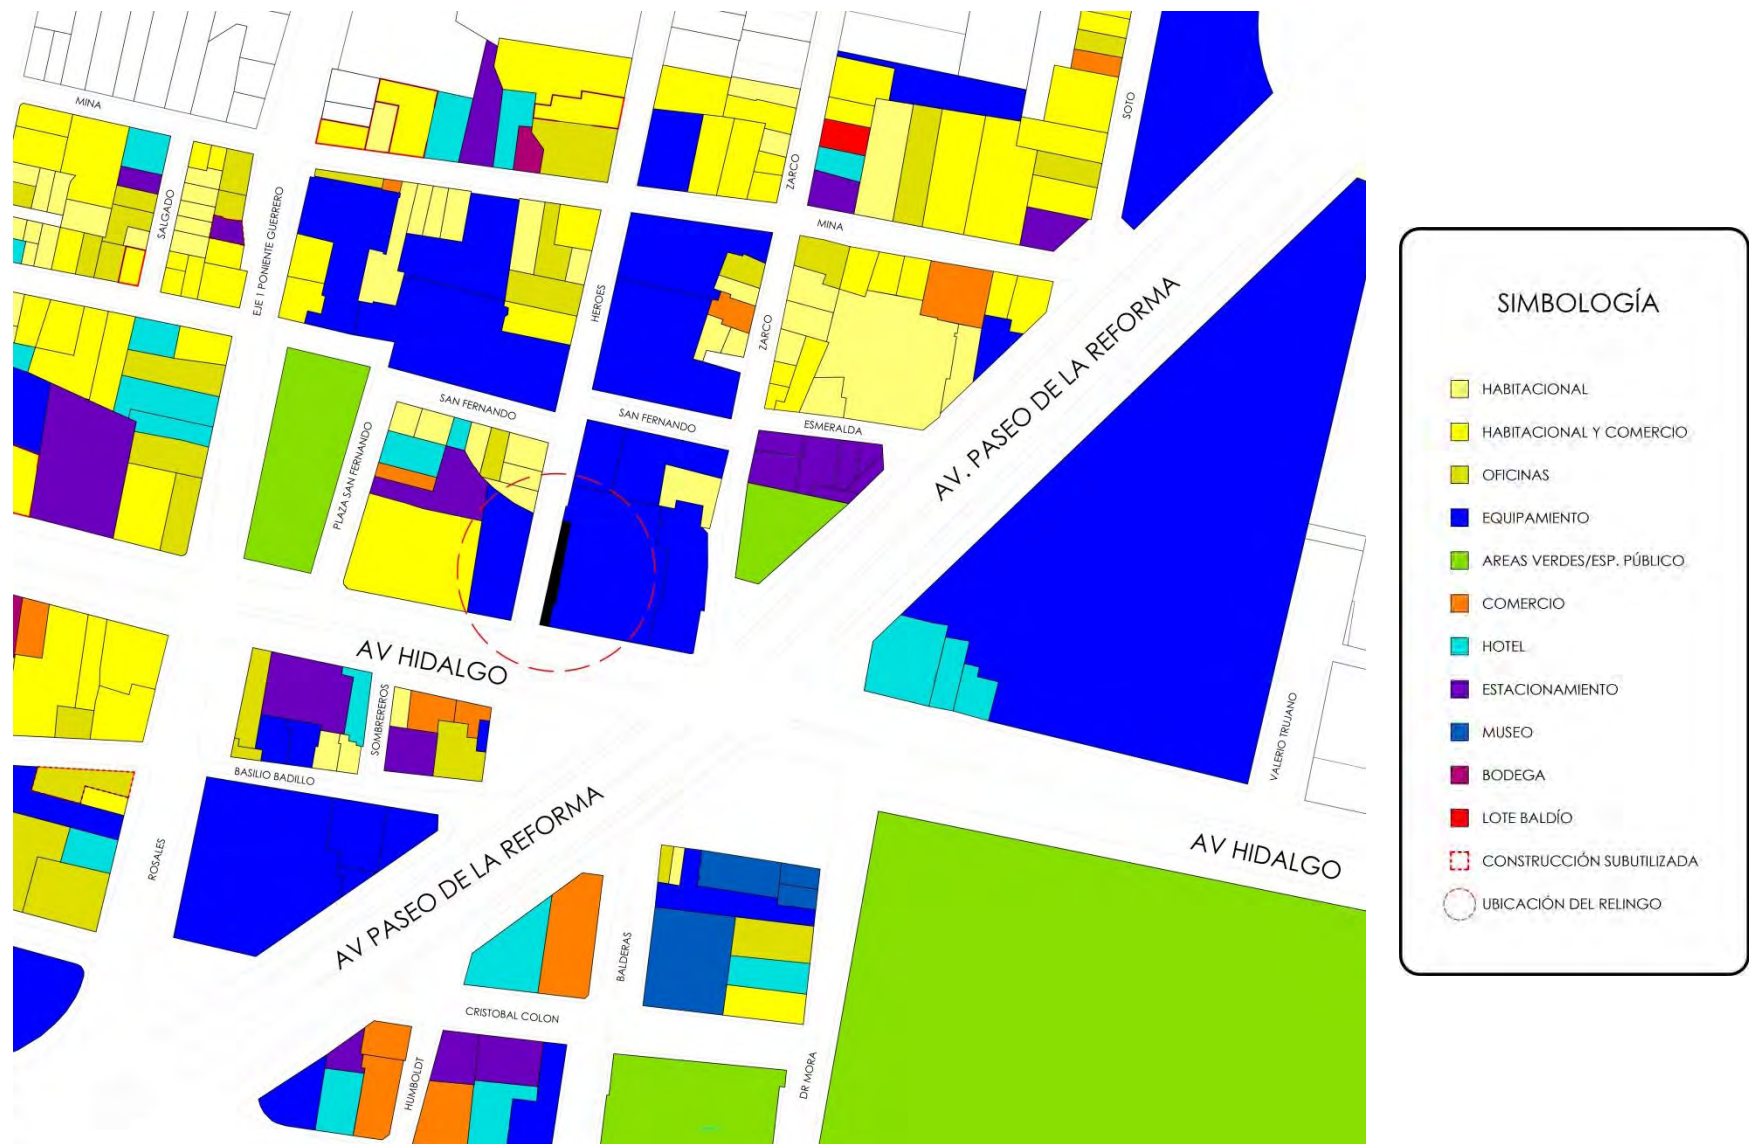 MINA
SOTO
ZARCO
SALGADO
EJE 1 PONIENTE GUERRERO
MINA
HEROES
ZARCO
AV. PASEO DE LA REFORMA
SAN FERNANDO
SAN FERNANDO
ESMERALDA
PLAZA SAN FERNANDO
AV HIDALGO
SOMBREREROS
VALERIO TRUJANO
BASILIO BADILLO
ROSALES
AV PASEO DE LA REFORMA
AV HIDALGO
BALDERAS
CRISTOBAL COLON
HUMBOLDT
DR MORA
SIMBOLOGÍA
HABITACIONAL
HABITACIONAL Y COMERCIO
OFICINAS
EQUIPAMIENTO
AREAS VERDES/ESP. PÚBLICO
COMERCIO
HOTEL
ESTACIONAMIENTO
MUSEO
BODEGA
LOTE BALDÍO
CONSTRUCCIÓN SUBUTILIZADA
UBICACIÓN DEL RELINGO